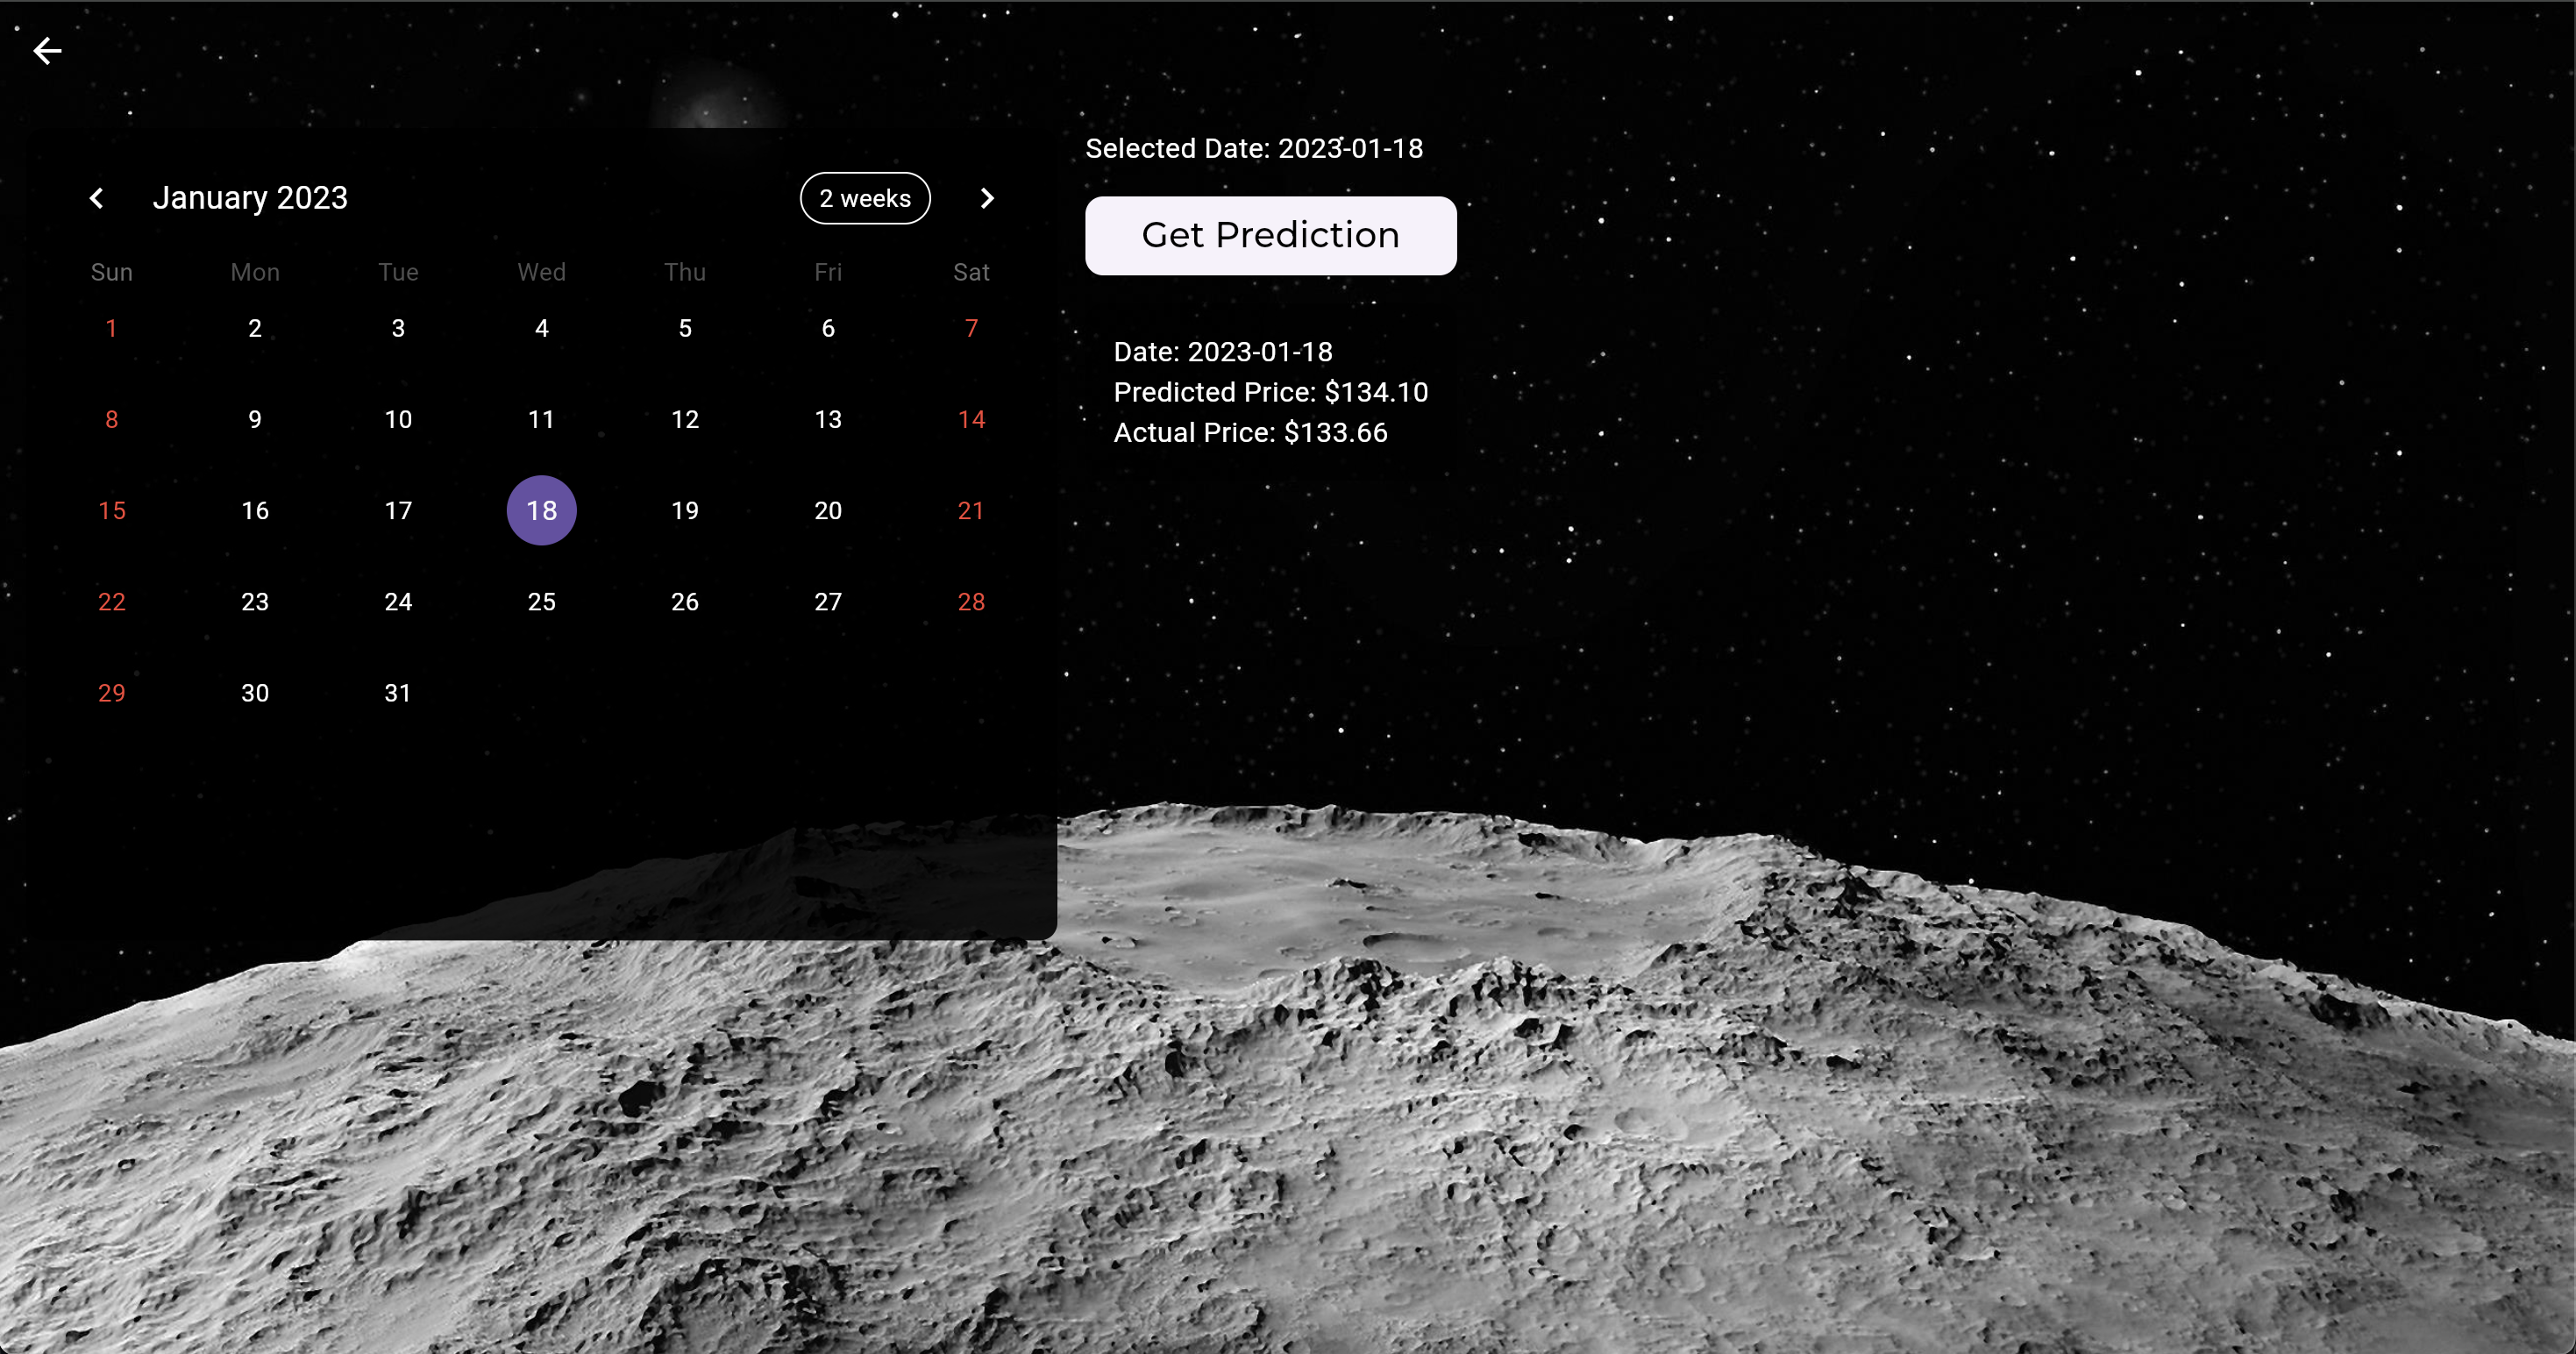 January 2023
2 weeks
Sun Mon Tue Wed Thu Fri Sat
1 2 3 4 5 6 7
8 9 10 11 12 13 14
15 16 17 18 19 20 21
22 23 24 25 26 27 28
29 30 31
Selected Date: 2023-01-18
Get Prediction
Date: 2023-01-18
Predicted Price: $134.10
Actual Price: $133.66